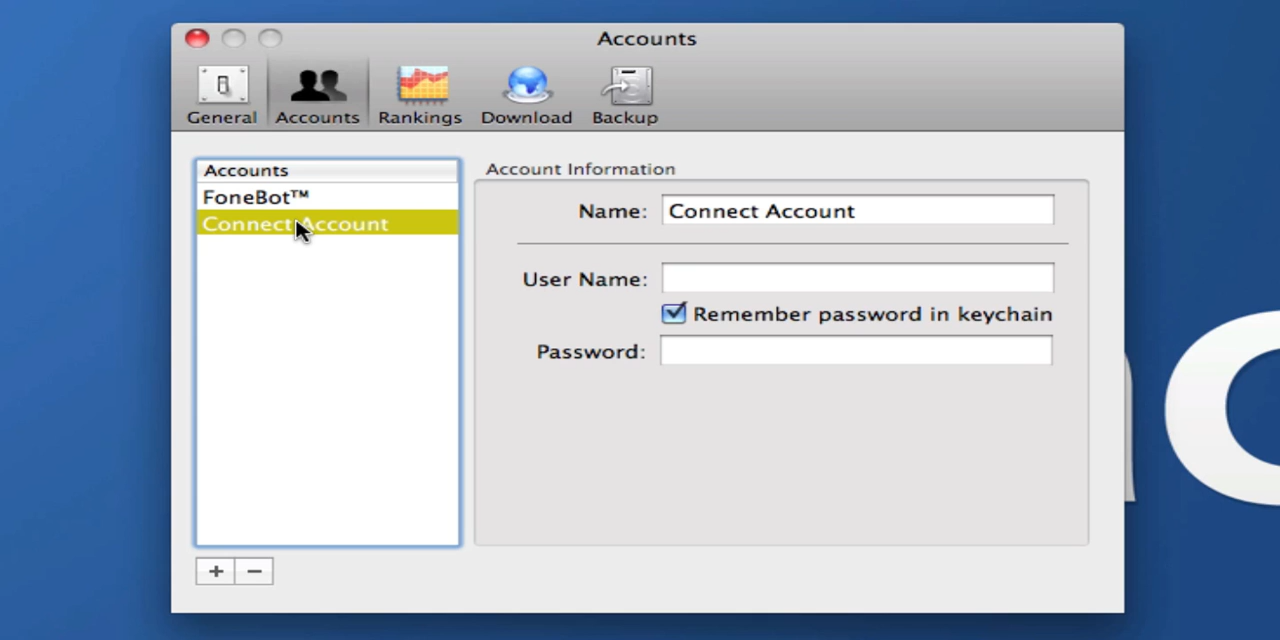 Accounts
General Accounts Rankings Download Backup
Accounts
FoneBot™
Connect Account
Account Information
Name: Connect Account
User Name:
Remember password in keychain
Password: